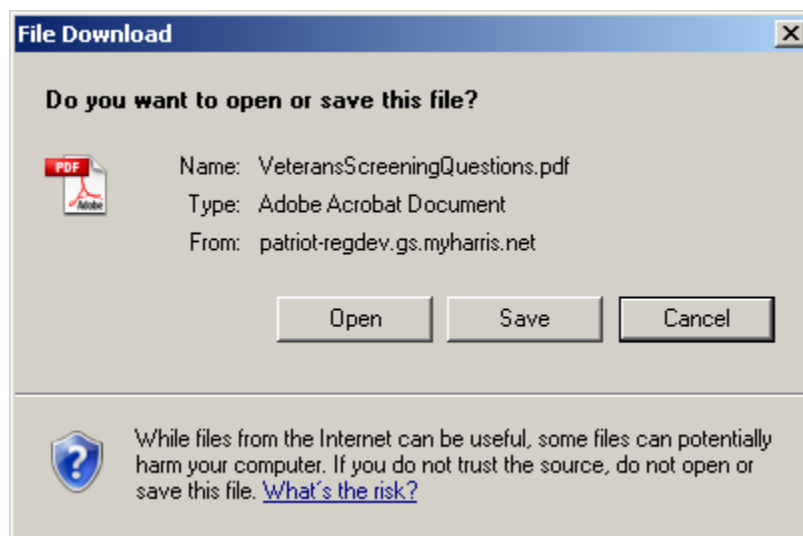 File Download
Do you want to open or save this file?
PDF
Adobe
Name: VeteransScreeningQuestions.pdf
Type: Adobe Acrobat Document
From: patriot-regdev.gs.myharris.net
Open Save Cancel
While files from the Internet can be useful, some files can potentially
harm your computer. If you do not trust the source, do not open or
save this file. What's the risk?